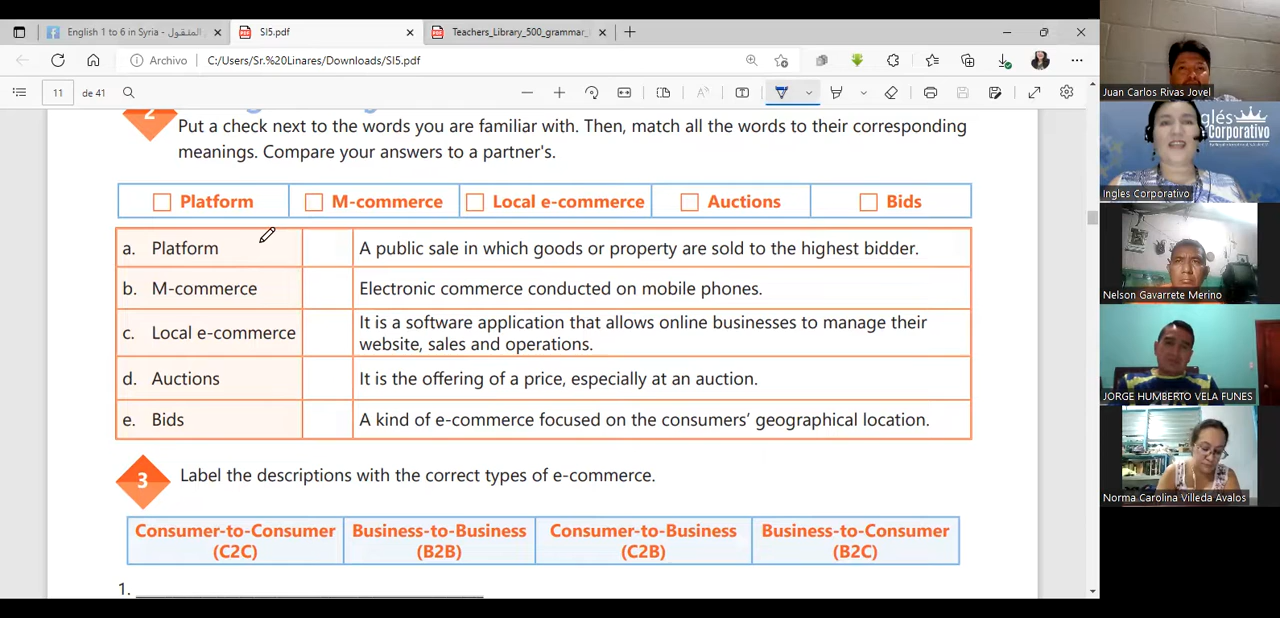 English 1 to 6 in Syria - المنقول
SI5.pdf
Teachers_Library_500_grammar_
Archivo
C:/Users/Sr.%20Linares/Downloads/SI5.pdf
11
de 41
2
Put a check next to the words you are familiar with. Then, match all the words to their corresponding
meanings. Compare your answers to a partner's.
Platform M-commerce Local e-commerce Auctions Bids
a. Platform A public sale in which goods or property are sold to the highest bidder.
b. M-commerce Electronic commerce conducted on mobile phones.
c. Local e-commerce It is a software application that allows online businesses to manage their
website, sales and operations.
d. Auctions It is the offering of a price, especially at an auction.
e. Bids A kind of e-commerce focused on the consumers’ geographical location.
3
Label the descriptions with the correct types of e-commerce.
Consumer-to-Consumer Business-to-Business Consumer-to-Business Business-to-Consumer
(C2C) (B2B) (C2B) (B2C)
1.
Juan Carlos Rivas Jovel
glés
Corporativo
Ingles Corporativo
Nelson Gavarrete Merino
JORGE HUMBERTO VELA FUNES
Norma Carolina Villeda Avalos